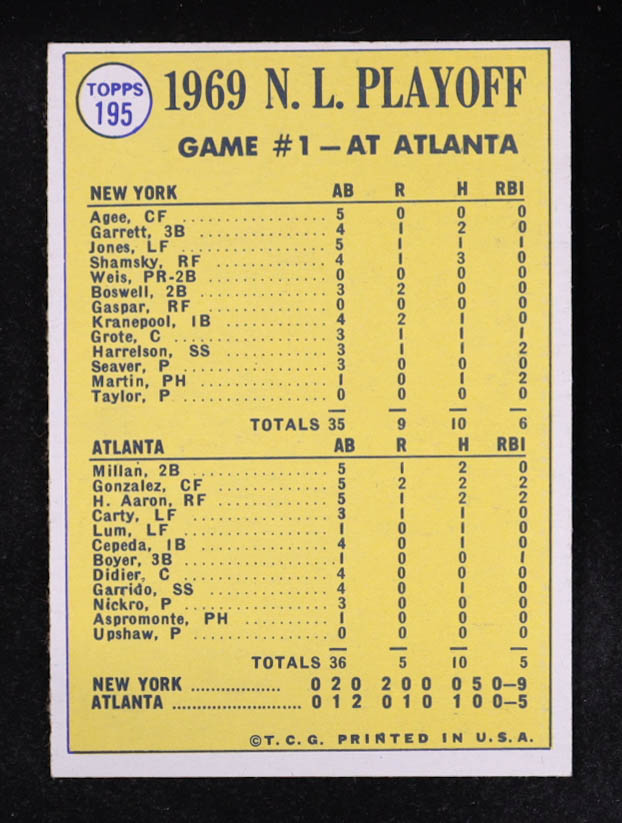 TOPPS
195
1969 N. L. PLAYOFF
GAME #1 — AT ATLANTA
NEW YORK AB R H RBI
Agee, CF .................... 5 0 0 0
Garrett, 3B .................... 4 1 2 0
Jones, LF .................... 5 1 1 1
Shamsky, RF .................... 4 1 3 0
Weis, PR-2B .................... 0 0 0 0
Boswell, 2B .................... 3 2 0 0
Gaspar, RF .................... 0 0 0 0
Kranepool, 1B .................... 4 2 1 0
Grote, C .................... 3 1 1 1
Harrelson, SS .................... 3 1 1 2
Seaver, P .................... 3 0 0 0
Martin, PH .................... 1 0 1 2
Taylor, P .................... 0 0 0 0
TOTALS 35 9 10 6
ATLANTA AB R H RBI
Millan, 2B .................... 5 1 2 0
Gonzalez, CF .................... 5 2 2 2
H. Aaron, RF .................... 5 1 2 2
Carty, LF .................... 3 1 1 0
Lum, LF .................... 1 0 1 0
Cepeda, 1B .................... 4 0 1 0
Boyer, 3B .................... 1 0 0 1
Didier, C .................... 4 0 0 0
Garrido, SS .................... 4 0 1 0
Nickro, P .................... 3 0 0 0
Aspromonte, PH .................... 1 0 0 0
Upshaw, P .................... 0 0 0 0
TOTALS 36 5 10 5
NEW YORK .................... 0 2 0 2 0 0 0 5 0—9
ATLANTA .................... 0 1 2 0 1 0 1 0 0—5
©T. C. G. PRINTED IN U. S. A.